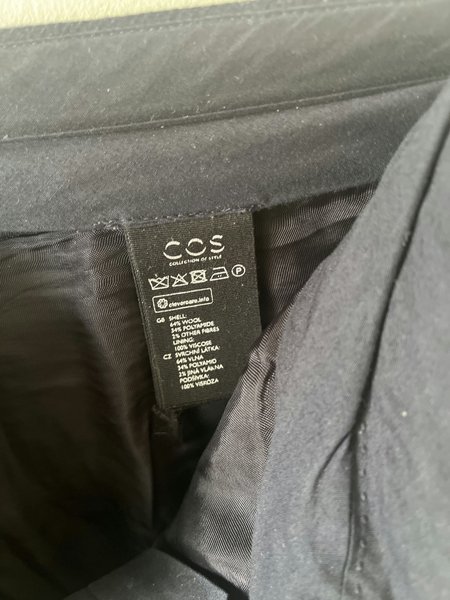 COS
COLLECTION OF STYLE
P
clevercare.info
GB SHELL:
64% WOOL
34% POLYAMIDE
2% OTHER FIBRES
LINING:
100% VISCOSE
CZ SVRCHNÍ LÁTKA:
64% VLNA
34% POLYAMID
2% JINÁ VLÁKNA
PODŠÍVKA:
100% VISKÓZA